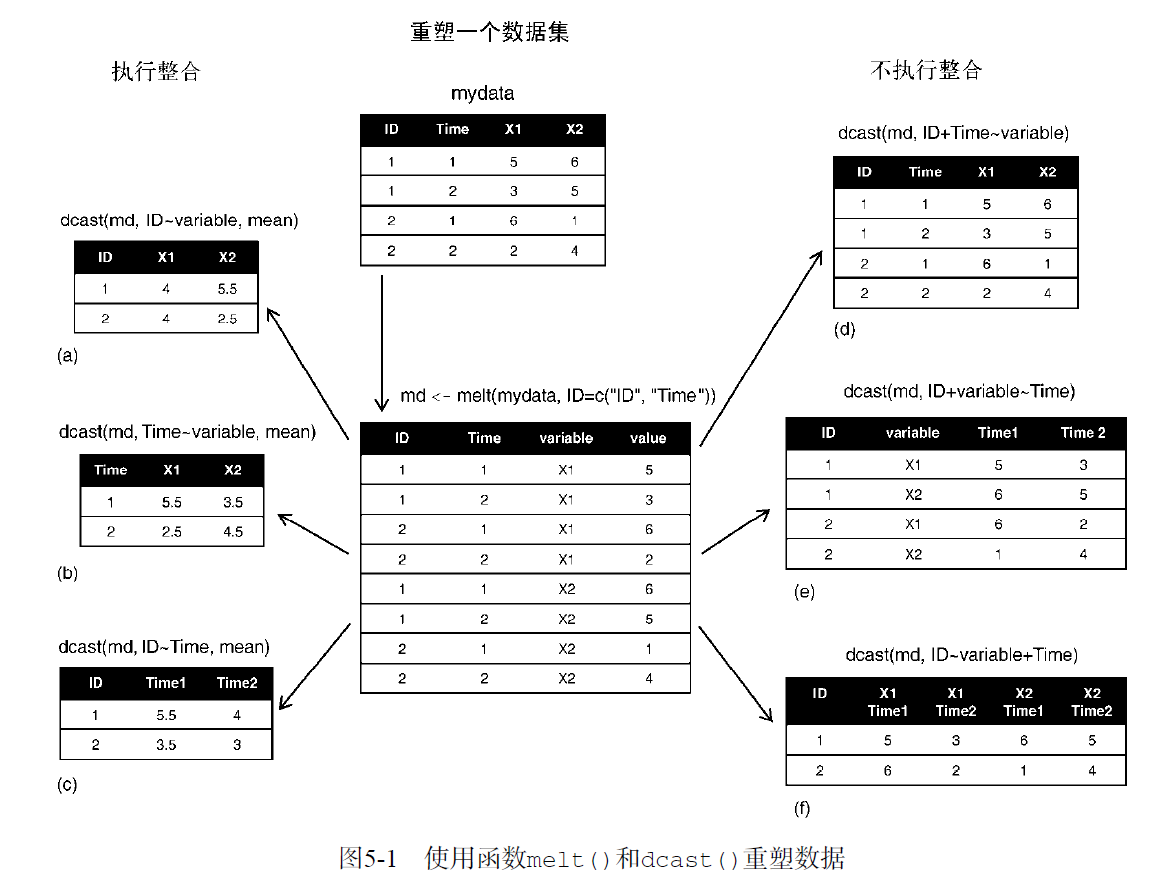 重塑一个数据集
执行整合
不执行整合
mydata
ID Time X1 X2
1 1 5 6
1 2 3 5
2 1 6 1
2 2 2 4
dcast(md, ID~variable, mean)
ID X1 X2
1 4 5.5
2 4 2.5
(a)
dcast(md, Time~variable, mean)
Time X1 X2
1 5.5 3.5
2 2.5 4.5
(b)
dcast(md, ID~Time, mean)
ID Time1 Time2
1 5.5 4
2 3.5 3
(c)
md <- melt(mydata, ID=c("ID", "Time"))
ID Time variable value
1 1 X1 5
1 2 X1 3
2 1 X1 6
2 2 X1 2
1 1 X2 6
1 2 X2 5
2 1 X2 1
2 2 X2 4
dcast(md, ID+Time~variable)
ID Time X1 X2
1 1 5 6
1 2 3 5
2 1 6 1
2 2 2 4
(d)
dcast(md, ID+variable~Time)
ID variable Time1 Time 2
1 X1 5 3
1 X2 6 5
2 X1 6 2
2 X2 1 4
(e)
dcast(md, ID~variable+Time)
ID X1 X1 X2 X2
Time1 Time2 Time1 Time2
1 5 3 6 5
2 6 2 1 4
(f)
图5-1 使用函数melt()和dcast()重塑数据